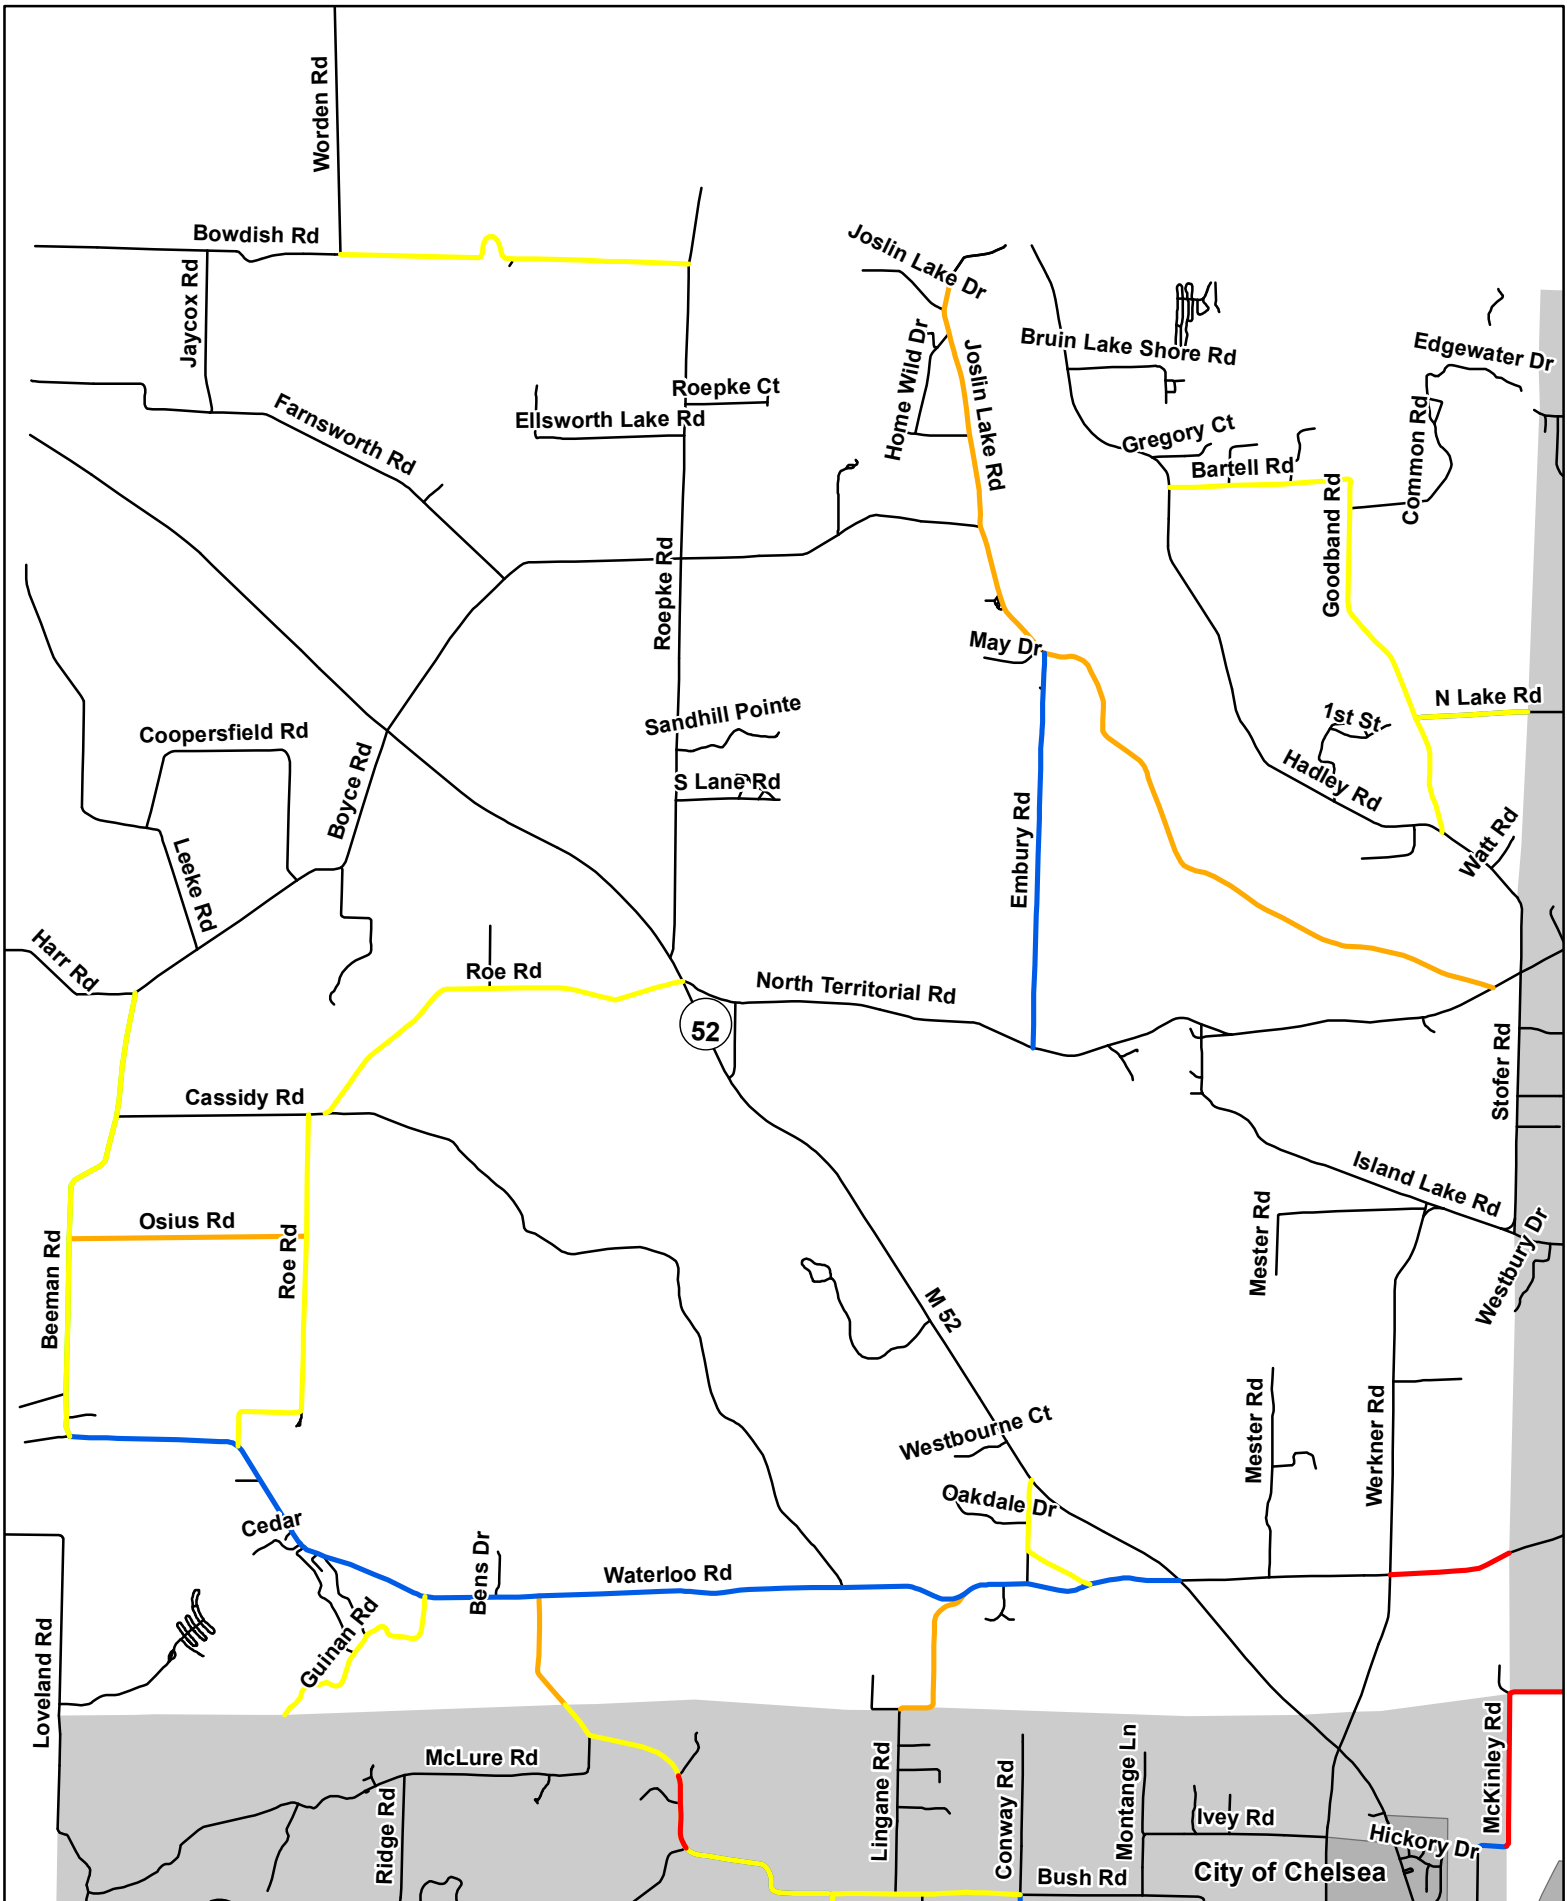 Worden Rd
Bowdish Rd
Jaycox Rd
Joslin Lake Dr
Bruin Lake Shore Rd
Edgewater Dr
Home Wild Dr
Joslin Lake Rd
Roepke Ct
Ellsworth Lake Rd
Farnsworth Rd
Gregory Ct
Bartell Rd
Common Rd
Goodband Rd
Roepke Rd
May Dr
N Lake Rd
1st St
Sandhill Pointe
Coopersfield Rd
S Lane Rd
Boyce Rd
Hadley Rd
Watt Rd
Embury Rd
Leeke Rd
Harr Rd
Roe Rd
North Territorial Rd
52
Stofer Rd
Cassidy Rd
Island Lake Rd
Osius Rd
Roe Rd
Beeman Rd
Mester Rd
Westbury Dr
M 52
Westbourne Ct
Mester Rd
Werkner Rd
Oakdale Dr
Cedar
Bens Dr
Waterloo Rd
Guinan Rd
Loveland Rd
McLure Rd
Ridge Rd
Lingane Rd
Conway Rd
Montange Ln
McKinley Rd
Ivey Rd
Hickory Dr
Bush Rd
City of Chelsea